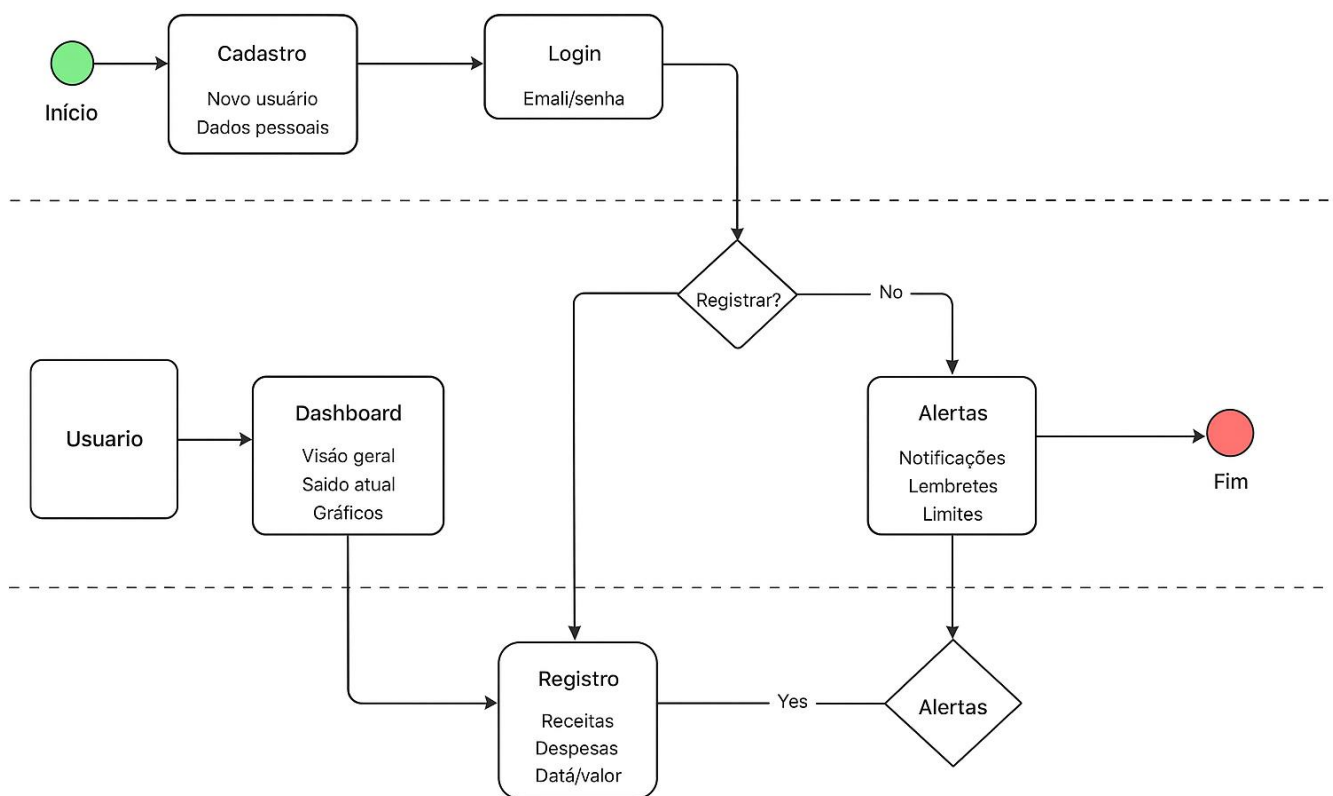 Cadastro
Novo usuário
Dados pessoais
Login
Emali/senha
Início
Registrar?
No
Usuario
Dashboard
Visáo geral
Saido atual
Gráficos
Alertas
Notificações
Lembretes
Limites
Fim
Registro
Receitas
Despesas
Datá/valor
Yes
Alertas